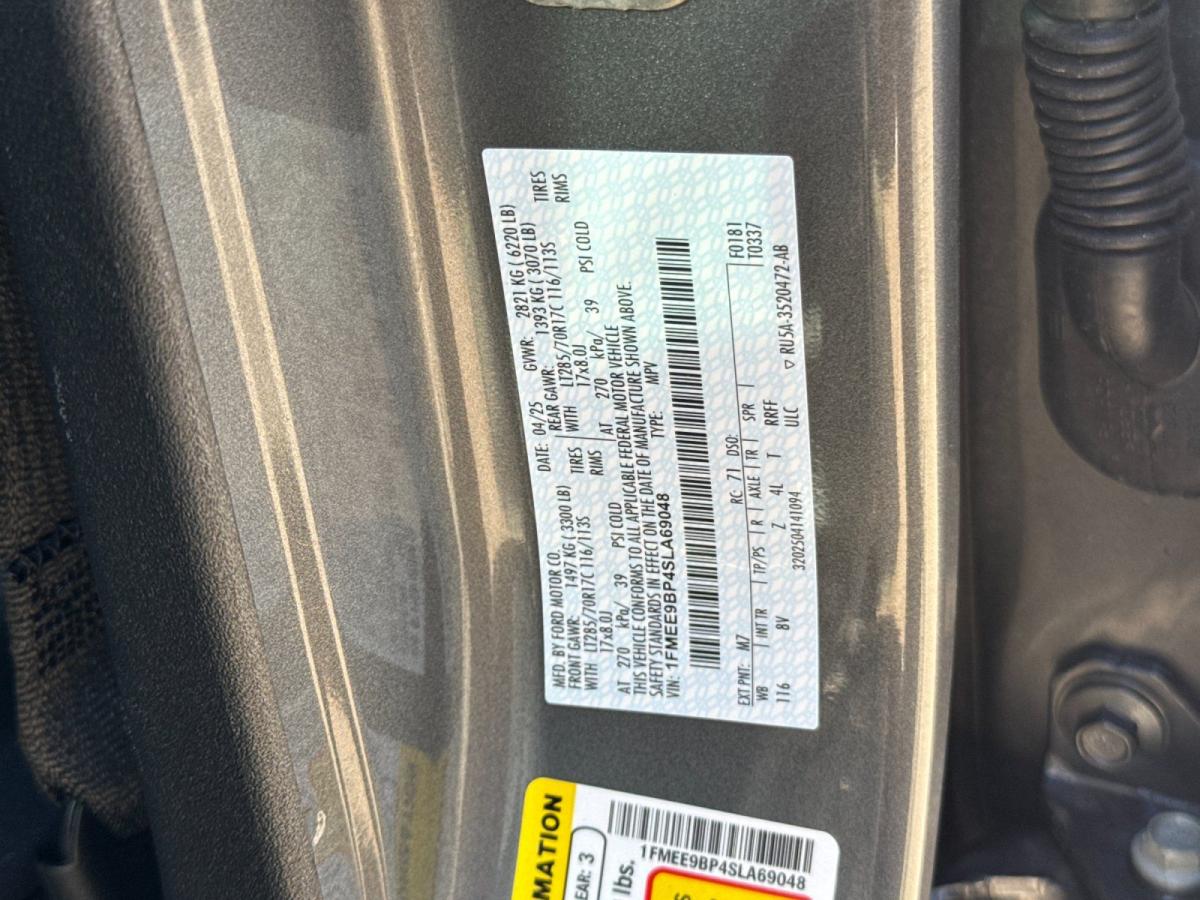 MFD. BY FORD MOTOR CO.
DATE: 04/25
GVWR: 2821 KG ( 6220 LB)
FRONT GAWR: 1497 KG ( 3300 LB)
REAR GAWR: 1393 KG ( 3070 LB)
WITH LT285/70R17C 116/113S TIRES
WITH LT285/70R17C 116/113S TIRES
17x8.0J RIMS
17x8.0J RIMS
AT 270 kPa/ 39 PSI COLD
AT 270 kPa/ 39 PSI COLD
THIS VEHICLE CONFORMS TO ALL APPLICABLE FEDERAL MOTOR VEHICLE
SAFETY STANDARDS IN EFFECT ON THE DATE OF MANUFACTURE SHOWN ABOVE.
VIN: 1FMEE9BP4SLA69048
TYPE: MPV
EXT PNT: M7 RC: 71 DSO: F0181
WB INT TR TP/PS R AXLE TR SPR T0337
116 8V Z 4L T RRFF
ULC
3202504141094
▽ RU5A-3520472-AB
MATION
EAR: 3
lbs.
1FMEE9BP4SLA69048